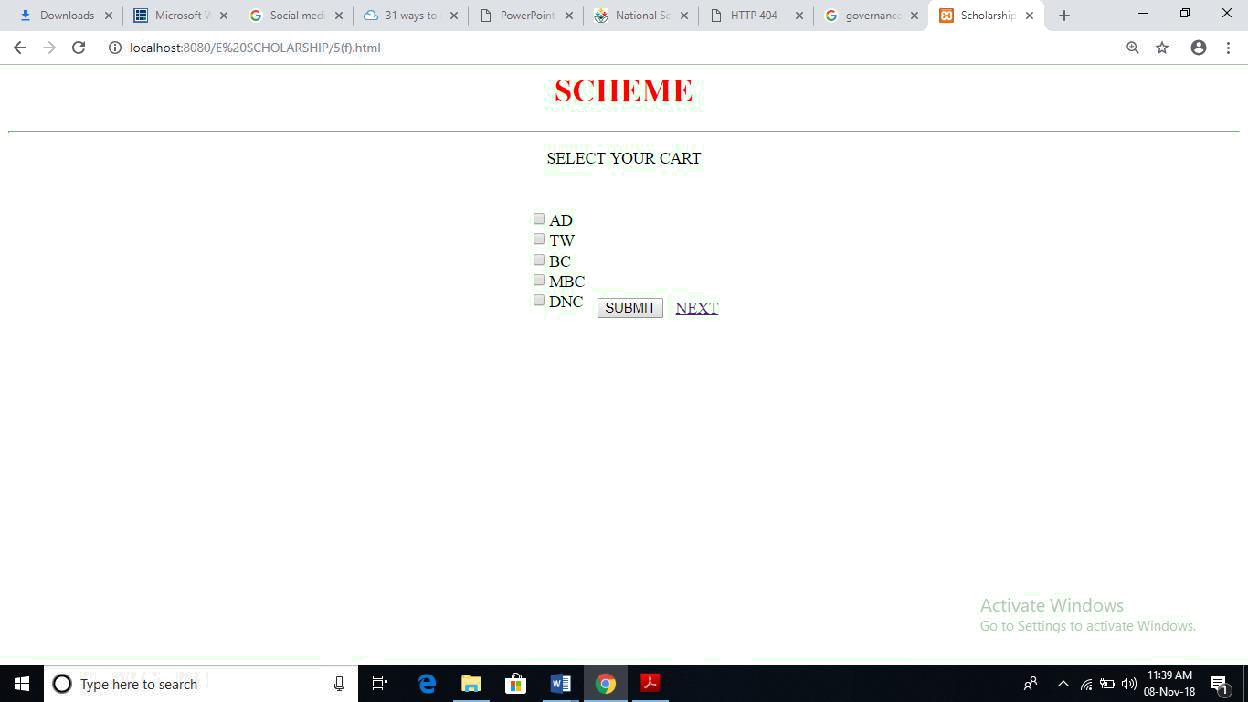 Downloads
Microsoft W
Social medi
31 ways to
PowerPoint
National Sc
HTTP 404
governance
Scholarship
localhost:8080/E%20SCHOLARSHIP/5(f).html
SCHEME
SELECT YOUR CART
AD
TW
BC
MBC
DNC
SUBMIT NEXT
Activate Windows
Go to Settings to activate Windows.
Type here to search
11:39 AM
08-Nov-18
1